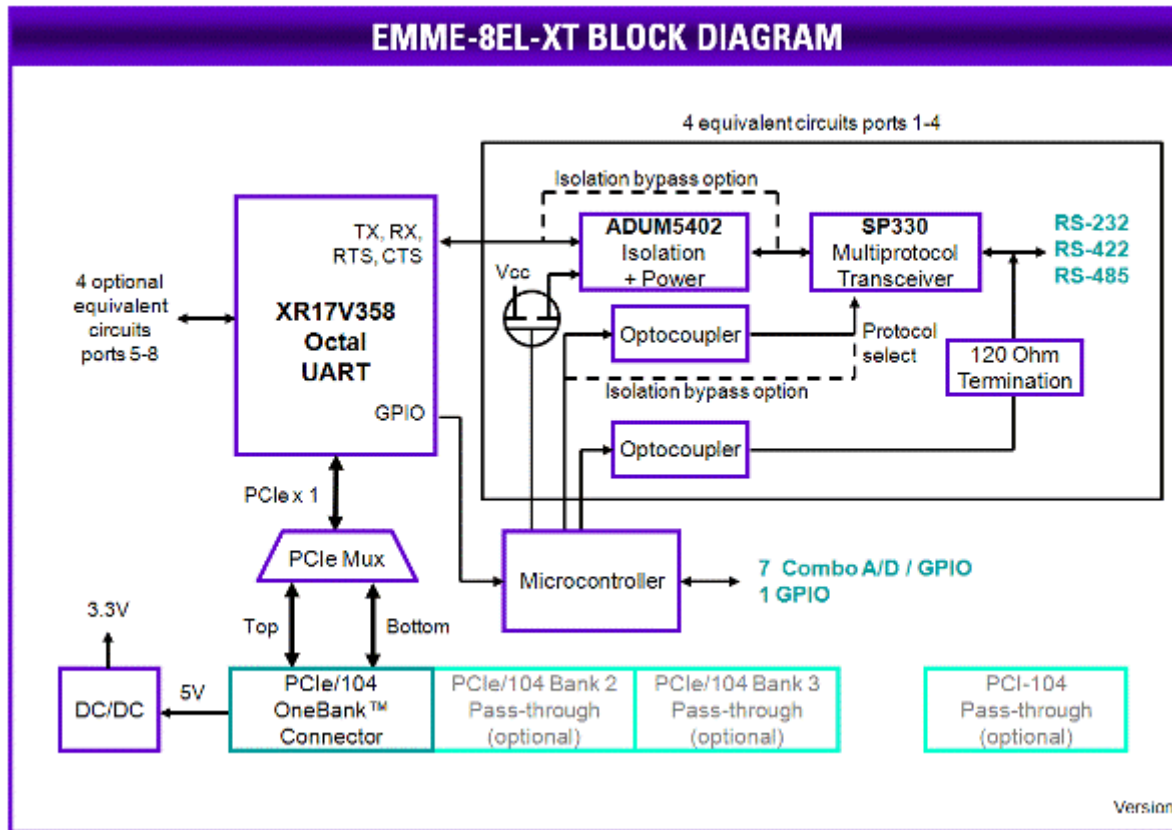 EMME-8EL-XT BLOCK DIAGRAM
4 equivalent circuits ports 1-4
Isolation bypass option
TX, RX,
RTS, CTS
ADUM5402
Isolation
+ Power
SP330
Multiprotocol
Transceiver
RS-232
RS-422
RS-485
Vcc
4 optional
equivalent
circuits
ports 5-8
XR17V358
Octal
UART
Optocoupler
Protocol
select
120 Ohm
Termination
Isolation bypass option
GPIO
Optocoupler
PCIe x 1
PCIe Mux
Microcontroller
7 Combo A/D / GPIO
1 GPIO
3.3V
Top
Bottom
DC/DC
5V
PCIe/104
OneBank™
Connector
PCIe/104 Bank 2
Pass-through
(optional)
PCIe/104 Bank 3
Pass-through
(optional)
PCI-104
Pass-through
(optional)
Version